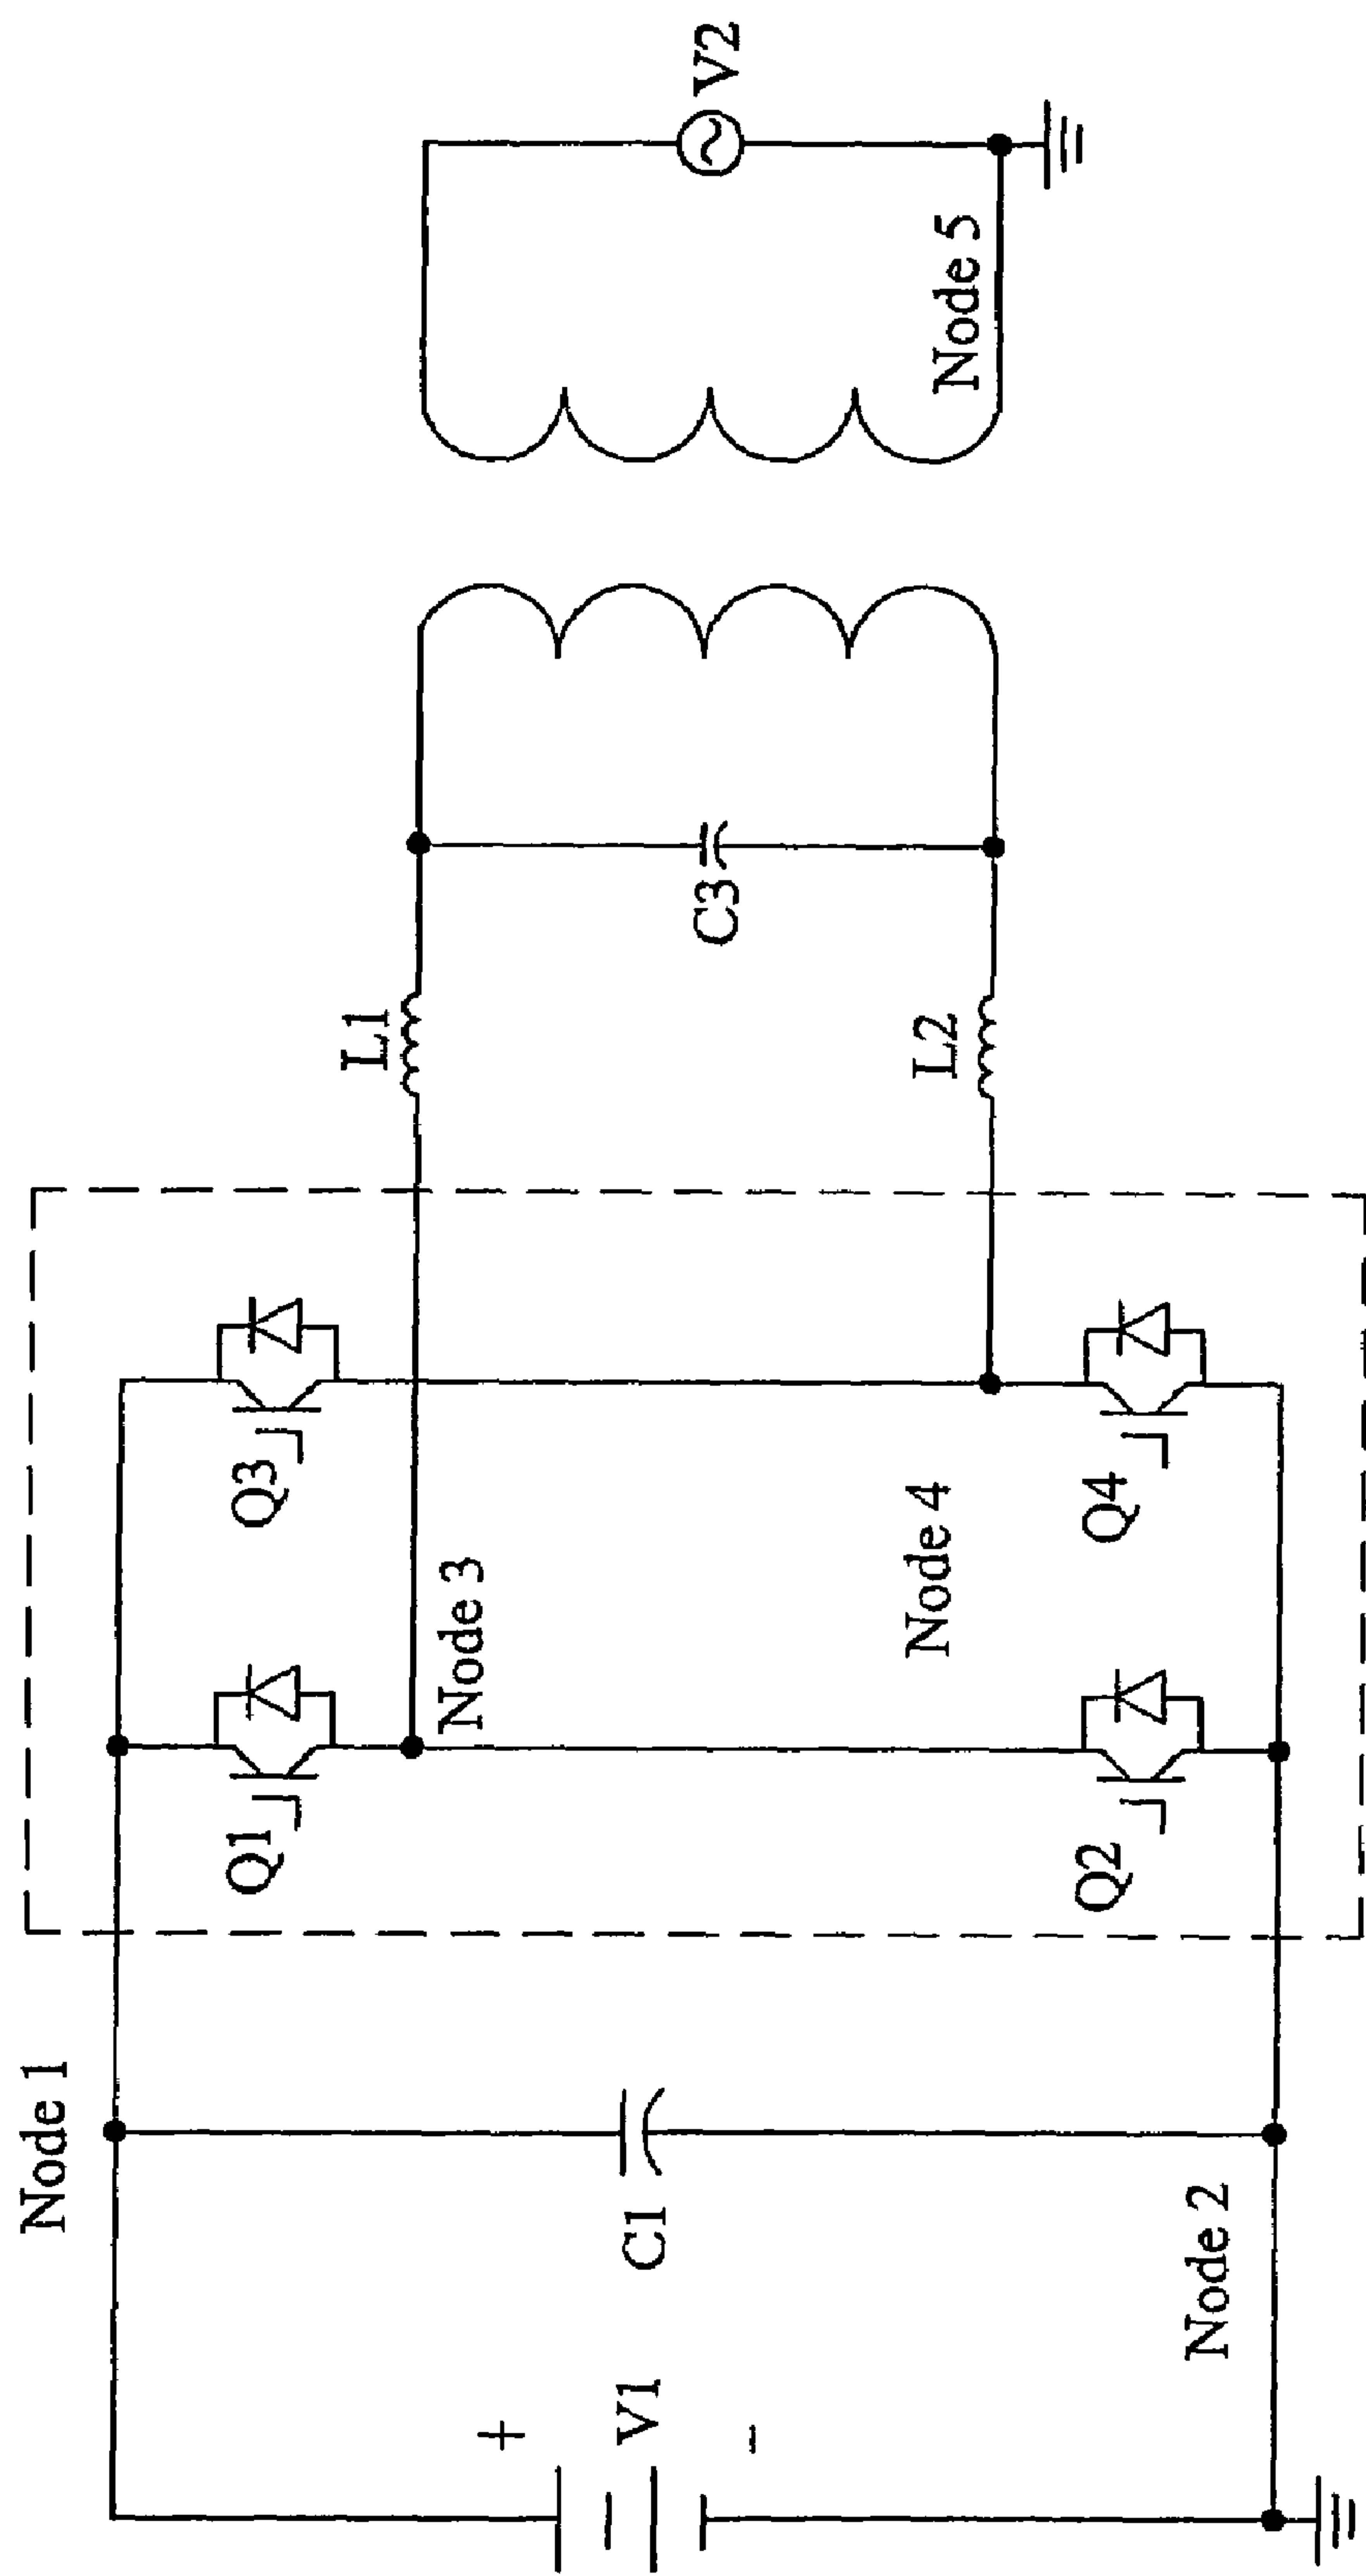 Node 1
+
V1
-
C1
Node 2
Q1
Q3
Node 3
Node 4
Q2
Q4
L1
L2
C3
Node 5
V2